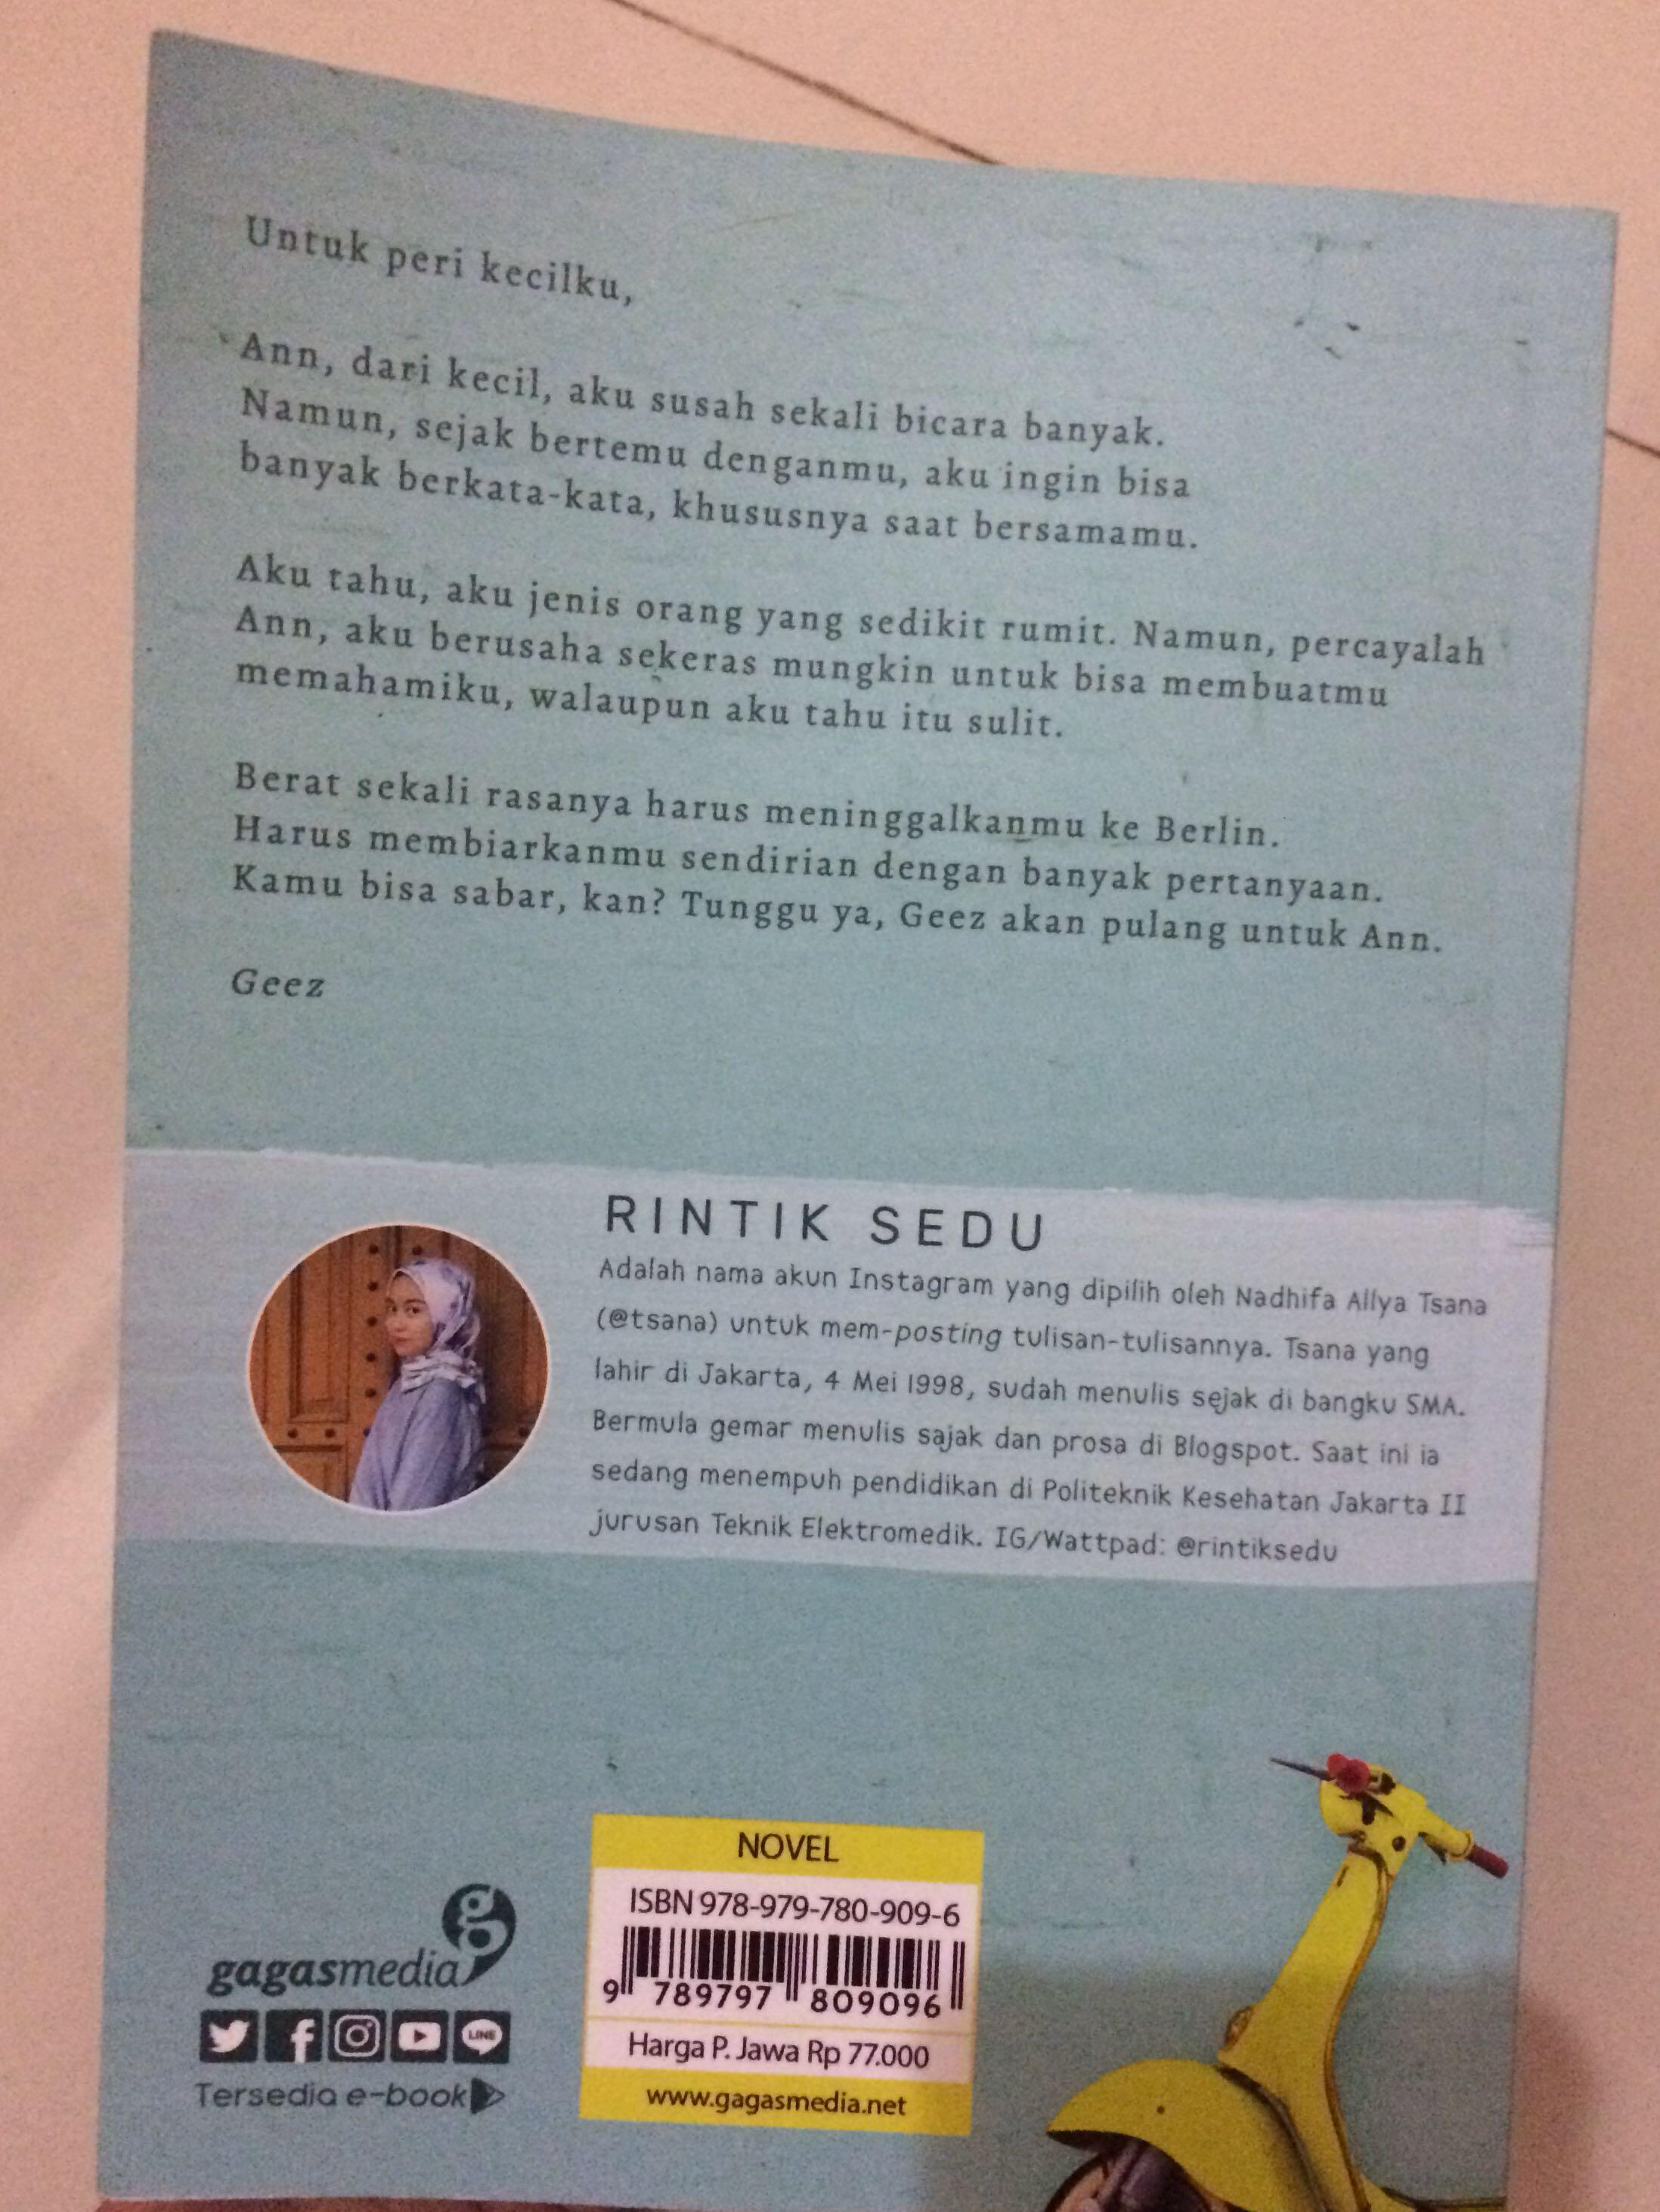 Untuk peri kecilku,
Ann, dari kecil, aku susah sekali bicara banyak.
Namun, sejak bertemu denganmu, aku ingin bisa
banyak berkata-kata, khususnya saat bersamamu.
Aku tahu, aku jenis orang yang sedikit rumit. Namun, percayalah
Ann, aku berusaha sekeras mungkin untuk bisa membuatmu
memahamiku, walaupun aku tahu itu sulit.
Berat sekali rasanya harus meninggalkanmu ke Berlin.
Harus membiarkanmu sendirian dengan banyak pertanyaan.
Kamu bisa sabar, kan? Tunggu ya, Geez akan pulang untuk Ann.
Geez
RINTIK SEDU
Adalah nama akun Instagram yang dipilih oleh Nadhifa Allya Tsana
(@tsana) untuk mem-posting tulisan-tulisannya. Tsana yang
lahir di Jakarta, 4 Mei 1998, sudah menulis sejak di bangku SMA.
Bermula gemar menulis sajak dan prosa di Blogspot. Saat ini ia
sedang menempuh pendidikan di Politeknik Kesehatan Jakarta II
jurusan Teknik Elektromedik. IG/Wattpad: @rintiksedu
g
gagasmedia
LINE
Tersedia e-book
NOVEL
ISBN 978-979-780-909-6
9 789797 809096
Harga P. Jawa Rp 77.000
www.gagasmedia.net